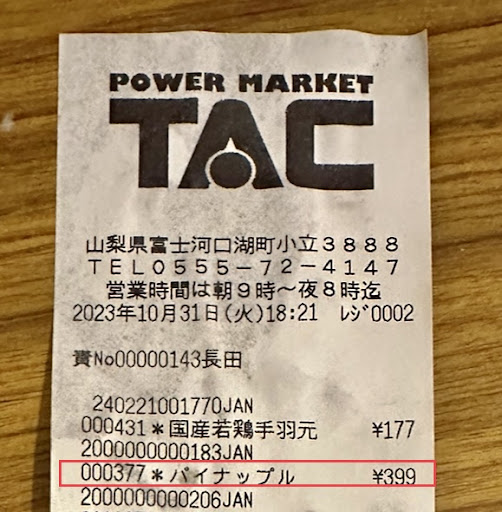 POWER MARKET
TAC
山梨県富士河口湖町小立3888
TEL0555-72-4147
営業時間は朝9時~夜8時迄
2023年10月31日(火)18:21 ﾚｼﾞ0002
責No00000143長田
240221001770JAN
000431*国産若鶏手羽元 ¥177
2000000000183JAN
000377*パイナップル ¥399
2000000000206JAN